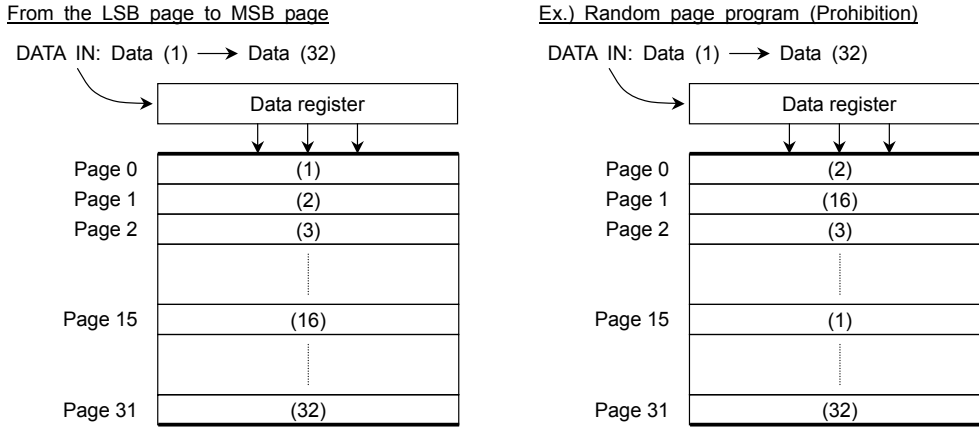 From the LSB page to MSB page
DATA IN: Data (1) → Data (32)
Data register
Page 0 (1)
Page 1 (2)
Page 2 (3)
Page 15 (16)
Page 31 (32)
Ex.) Random page program (Prohibition)
DATA IN: Data (1) → Data (32)
Data register
Page 0 (2)
Page 1 (16)
Page 2 (3)
Page 15 (1)
Page 31 (32)